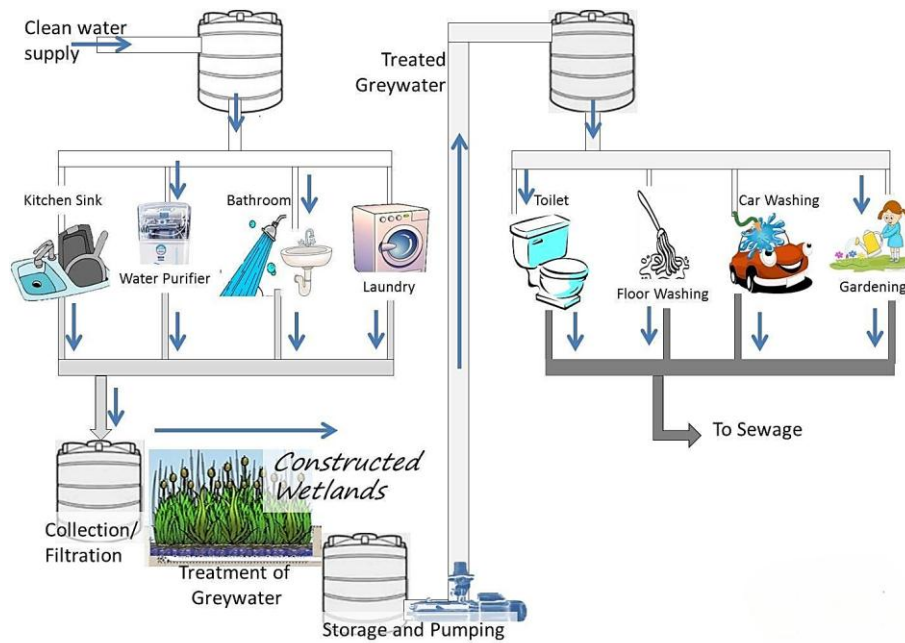 Clean water
supply
Treated
Greywater
Kitchen Sink
Water Purifier
Bathroom
Laundry
Toilet
Floor Washing
Car Washing
Gardening
To Sewage
Constructed
Wetlands
Collection/
Filtration
Treatment of
Greywater
Storage and Pumping